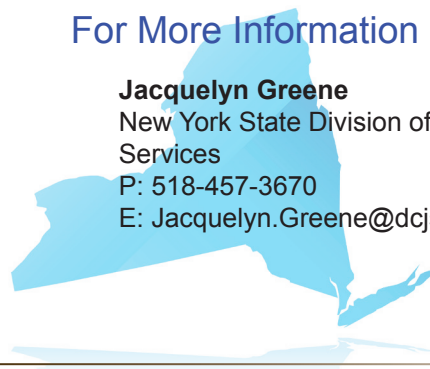 For More Information
Jacquelyn Greene
New York State Division of
Services
P: 518-457-3670
E: Jacquelyn.Greene@dcj